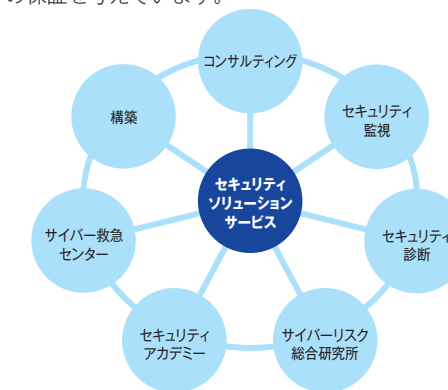 の保証を与えています。
コンサルティング
セキュリティ
監視
セキュリティ
診断
サイバーリスク
総合研究所
セキュリティ
アカデミー
サイバー救急
センター
構築
セキュリティ
ソリューション
サービス